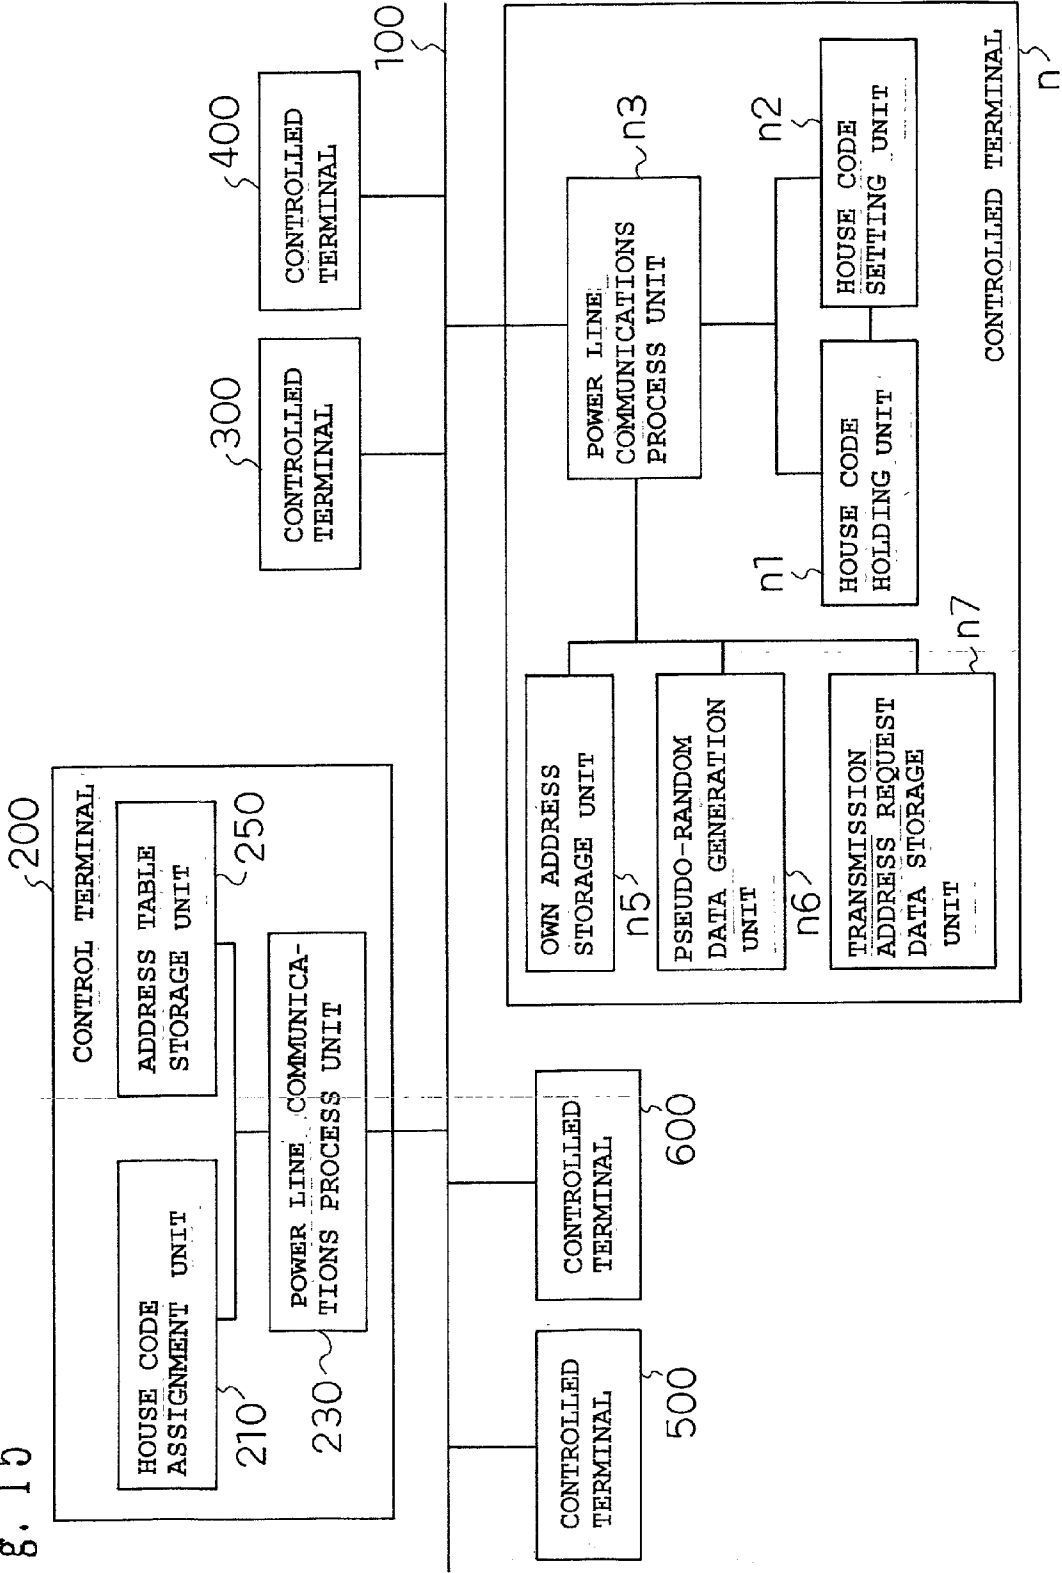 g. 15
200
CONTROL TERMINAL
HOUSE CODE
ASSIGNMENT UNIT
210
ADDRESS TABLE
STORAGE UNIT
250
POWER LINE COMMUNICA-
TIONS PROCESS UNIT
230
CONTROLLED
TERMINAL
300
CONTROLLED
TERMINAL
400
100
CONTROLLED
TERMINAL
500
CONTROLLED
TERMINAL
600
OWN ADDRESS
STORAGE UNIT
n5
PSEUDO-RANDOM
DATA GENERATION
UNIT
n6
TRANSMISSION
ADDRESS REQUEST
DATA STORAGE
UNIT
n7
POWER LINE
COMMUNICATIONS
PROCESS UNIT
n3
n1
HOUSE CODE
HOLDING UNIT
n2
HOUSE CODE
SETTING UNIT
CONTROLLED TERMINAL
n